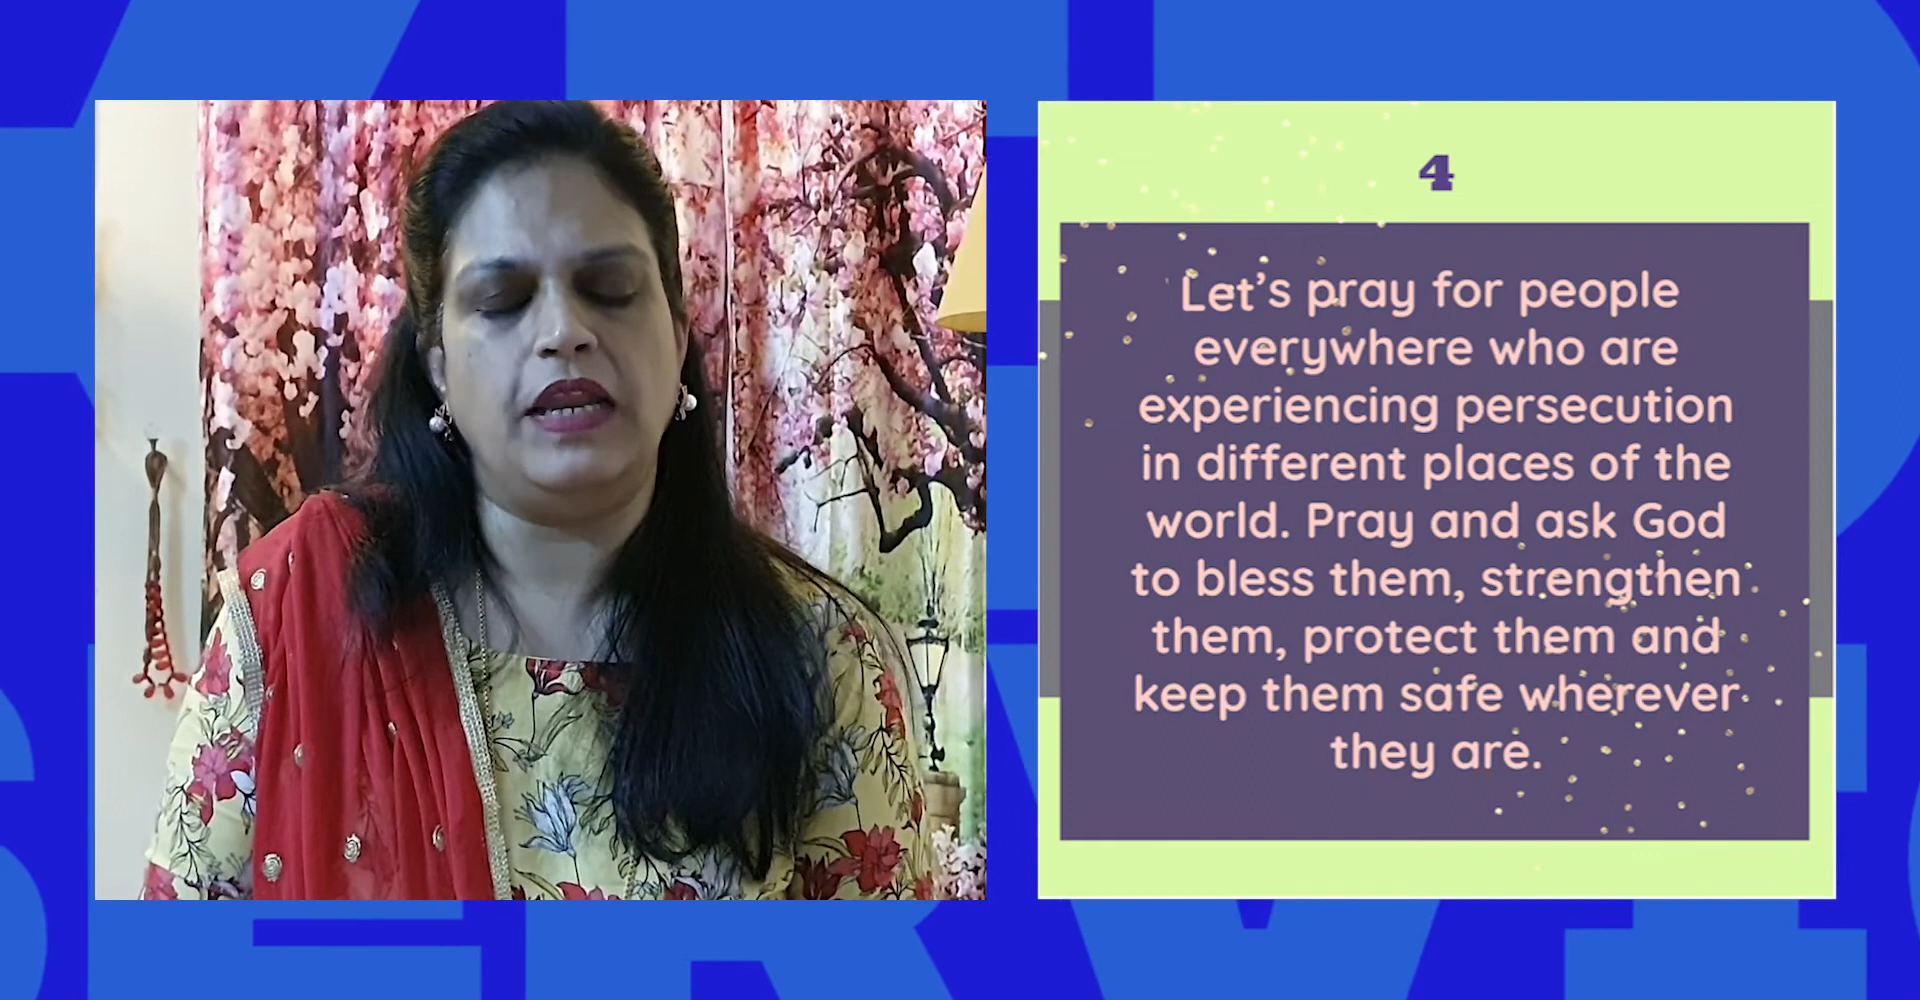 4
Let’s pray for people
everywhere who are
experiencing persecution
in different places of the
world. Pray and ask God
to bless them, strengthen
them, protect them and
keep them safe wherever
they are.